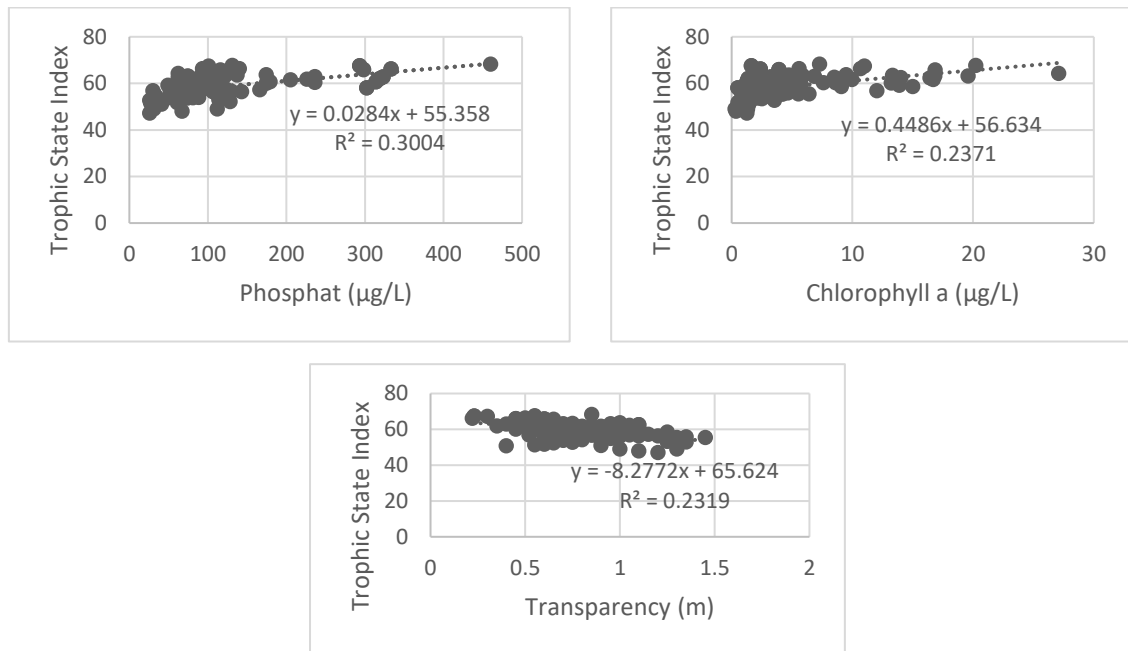 Trophic State Index
80
60
40
20
0
y = 0.0284x + 55.358
R² = 0.3004
0 100 200 300 400 500
Phosphat (µg/L)
Trophic State Index
80
60
40
20
0
y = 0.4486x + 56.634
R² = 0.2371
0 10 20 30
Chlorophyll a (µg/L)
Trophic State Index
80
60
40
20
0
y = -8.2772x + 65.624
R² = 0.2319
0 0.5 1 1.5 2
Transparency (m)